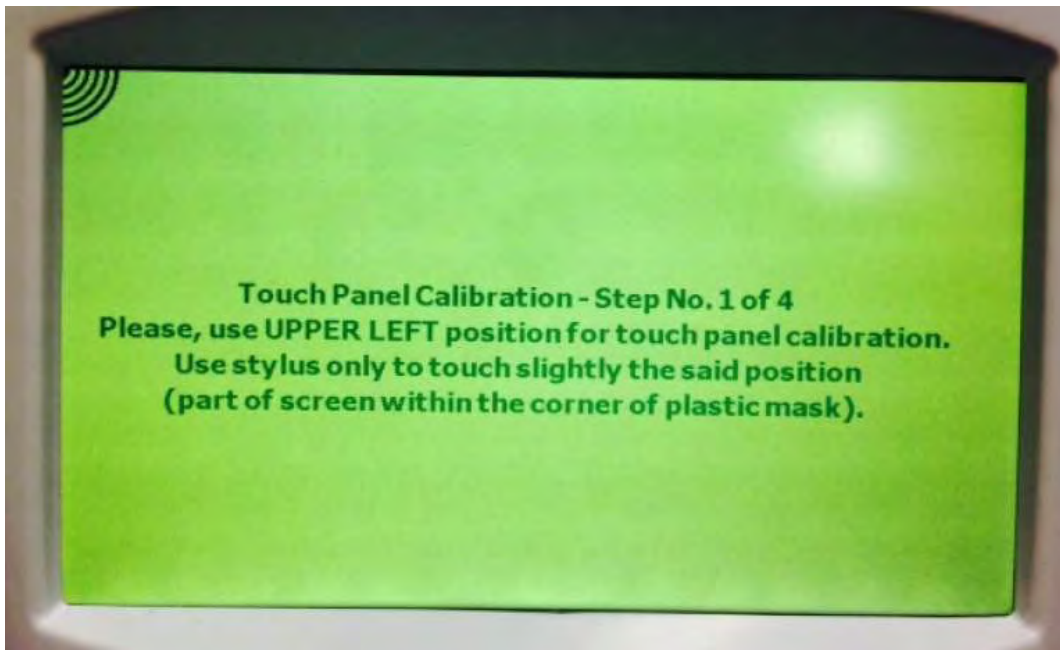 Touch Panel Calibration - Step No. 1 of 4
Please, use UPPER LEFT position for touch panel calibration.
Use stylus only to touch slightly the said position
(part of screen within the corner of plastic mask).